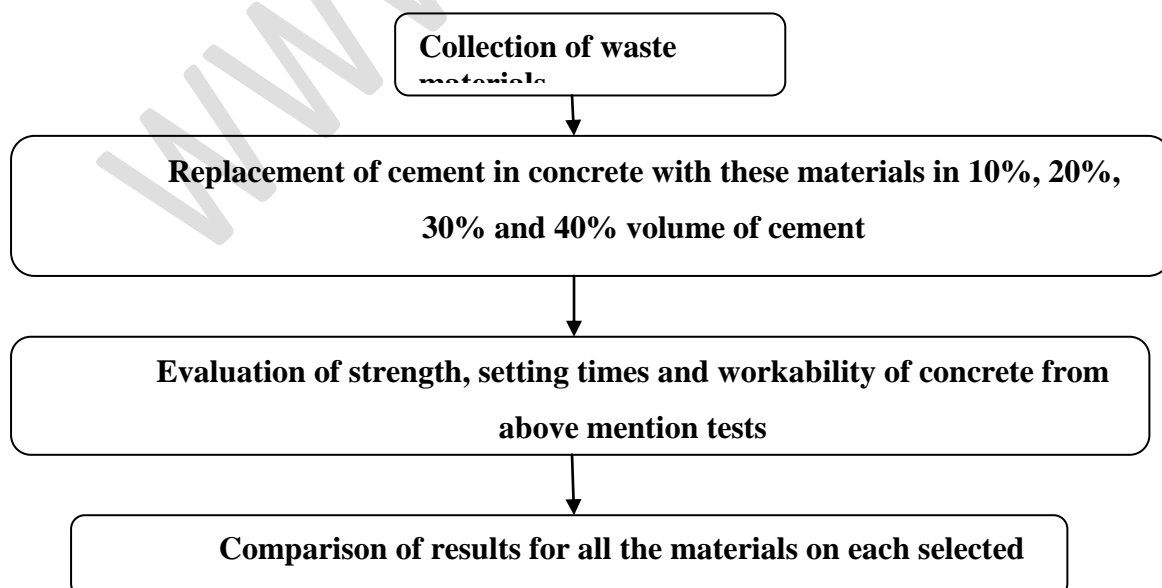 Collection of waste
materials
Replacement of cement in concrete with these materials in 10%, 20%,
30% and 40% volume of cement
Evaluation of strength, setting times and workability of concrete from
above mention tests
Comparison of results for all the materials on each selected